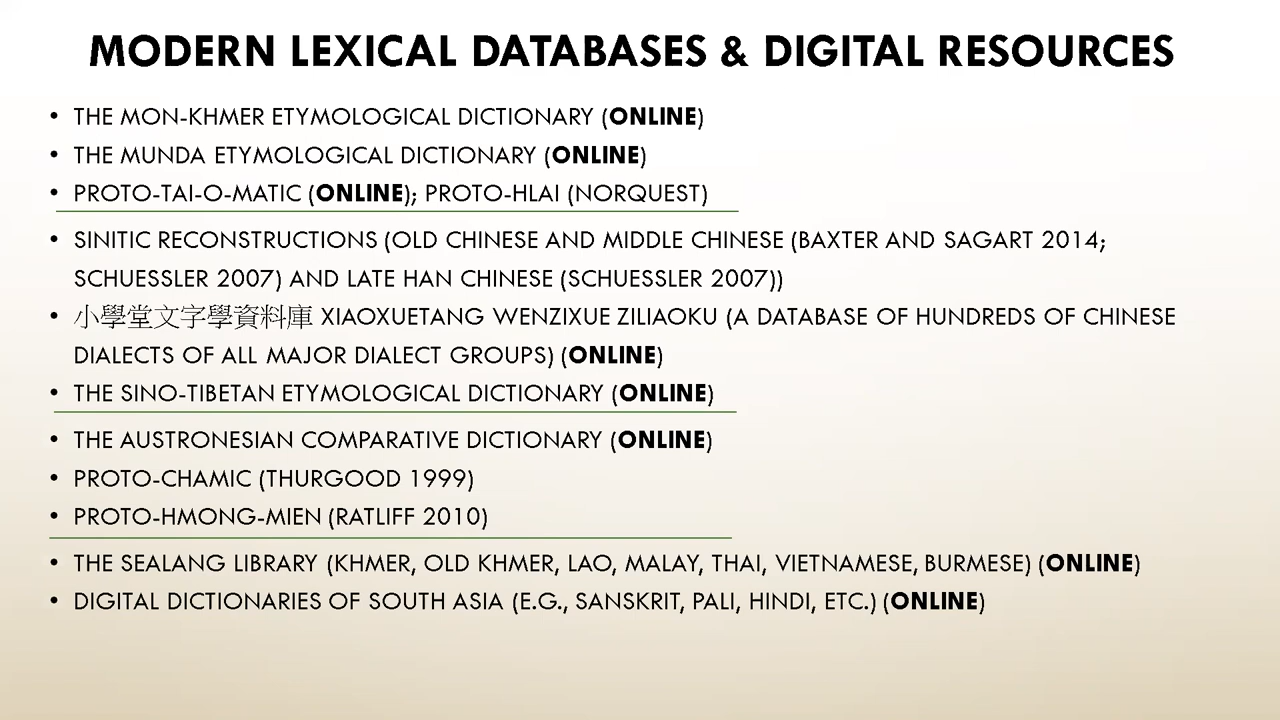 MODERN LEXICAL DATABASES & DIGITAL RESOURCES
• THE MON-KHMER ETYMOLOGICAL DICTIONARY (ONLINE)
• THE MUNDA ETYMOLOGICAL DICTIONARY (ONLINE)
• PROTO-TAI-O-MATIC (ONLINE); PROTO-HLAI (NORQUEST)
• SINITIC RECONSTRUCTIONS (OLD CHINESE AND MIDDLE CHINESE (BAXTER AND SAGART 2014;
SCHUESSLER 2007) AND LATE HAN CHINESE (SCHUESSLER 2007))
• 小學堂文字學資料庫 XIAOXUETANG WENZIXUE ZILIAOKU (A DATABASE OF HUNDREDS OF CHINESE
DIALECTS OF ALL MAJOR DIALECT GROUPS) (ONLINE)
• THE SINO-TIBETAN ETYMOLOGICAL DICTIONARY (ONLINE)
• THE AUSTRONESIAN COMPARATIVE DICTIONARY (ONLINE)
• PROTO-CHAMIC (THURGOOD 1999)
• PROTO-HMONG-MIEN (RATLIFF 2010)
• THE SEALANG LIBRARY (KHMER, OLD KHMER, LAO, MALAY, THAI, VIETNAMESE, BURMESE) (ONLINE)
• DIGITAL DICTIONARIES OF SOUTH ASIA (E.G., SANSKRIT, PALI, HINDI, ETC.) (ONLINE)